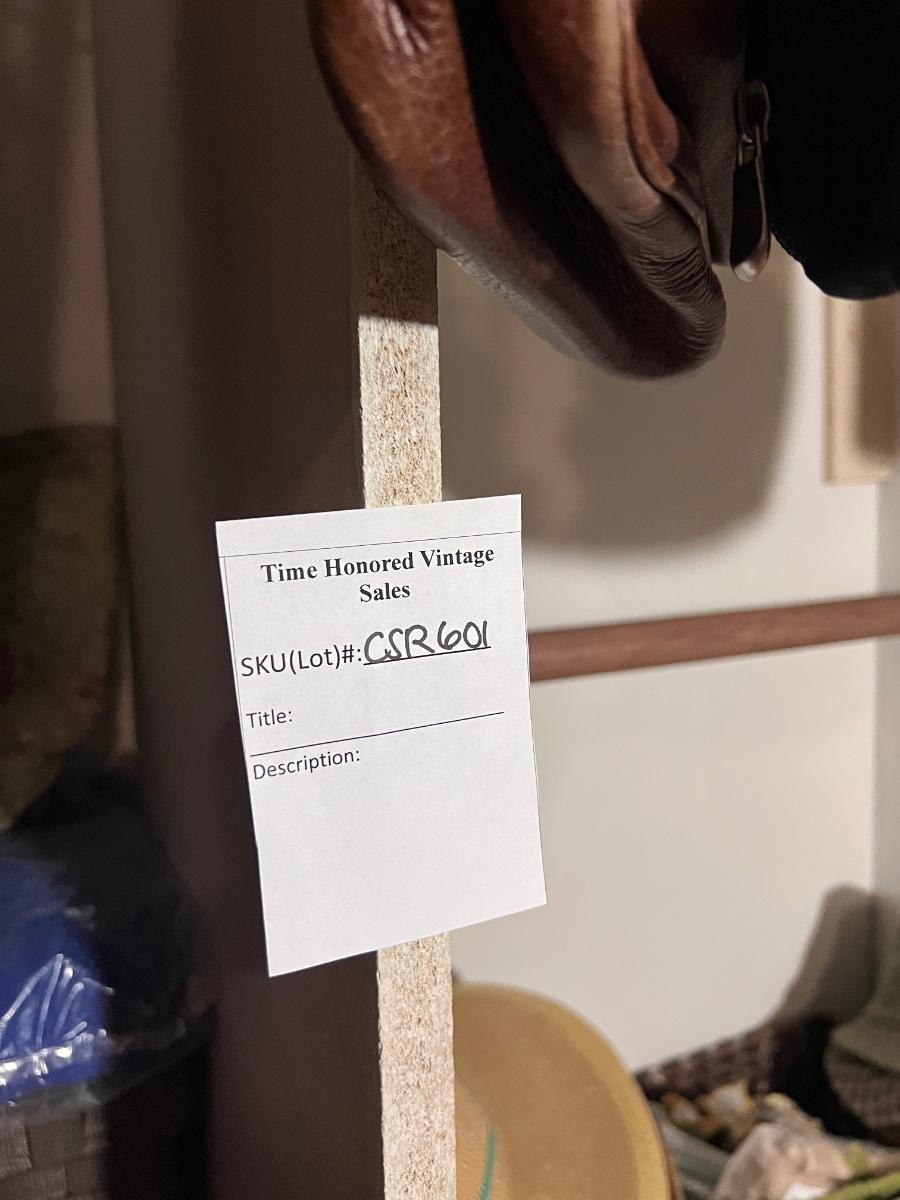 Time Honored Vintage
Sales
SKU(Lot)#: CSR601
Title:
Description: